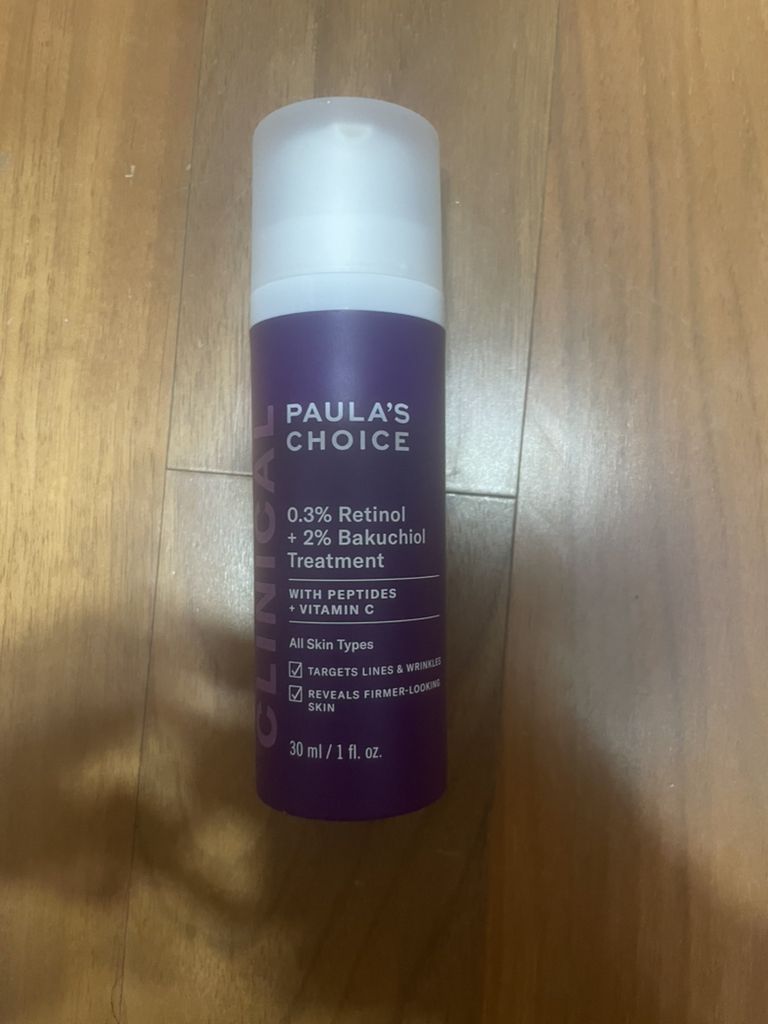 CLINICAL
PAULA'S
CHOICE
0.3% Retinol
+ 2% Bakuchiol
Treatment
WITH PEPTIDES
+ VITAMIN C
All Skin Types
TARGETS LINES & WRINKLES
REVEALS FIRMER-LOOKING
SKIN
30 ml / 1 fl. oz.